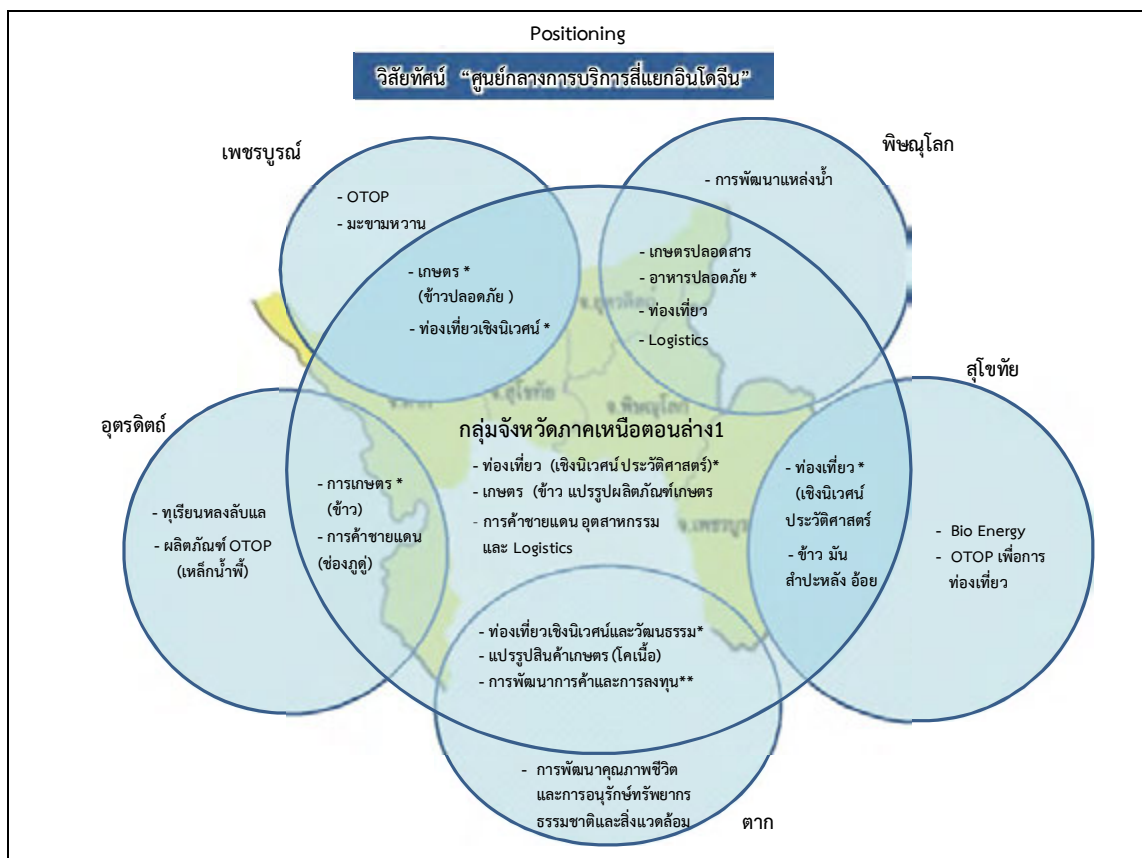 Positioning
วิสัยทัศน์ “ศูนย์กลางการบริการสี่แยกอินโดจีน”
เพชรบูรณ์
- OTOP
- มะขามหวาน
- เกษตร *
(ข้าวปลอดภัย )
- ท่องเที่ยวเชิงนิเวศน์ *
พิษณุโลก
- การพัฒนาแหล่งน้ำ
- เกษตรปลอดสาร
- อาหารปลอดภัย *
- ท่องเที่ยว
- Logistics
จ.อุตรดิตถ์
จ.สุโขทัย
จ.พิษณุโลก
อุตรดิตถ์
- ทุเรียนหลงลับแล
- ผลิตภัณฑ์ OTOP
(เหล็กน้ำพี้)
- การเกษตร *
(ข้าว)
- การค้าชายแดน
(ช่องภูดู่)
กลุ่มจังหวัดภาคเหนือตอนล่าง1
- ท่องเที่ยว (เชิงนิเวศน์ ประวัติศาสตร์)*
- เกษตร (ข้าว แปรรูปผลิตภัณฑ์เกษตร
- การค้าชายแดน อุตสาหกรรม
และ Logistics
สุโขทัย
- ท่องเที่ยว *
(เชิงนิเวศน์
ประวัติศาสตร์
- ข้าว มัน
สำปะหลัง อ้อย
- Bio Energy
- OTOP เพื่อการ
ท่องเที่ยว
- ท่องเที่ยวเชิงนิเวศน์และวัฒนธรรม*
- แปรรูปสินค้าเกษตร (โคเนื้อ)
- การพัฒนาการค้าและการลงทุน**
- การพัฒนาคุณภาพชีวิต
และการอนุรักษ์ทรัพยากร
ธรรมชาติและสิ่งแวดล้อม
ตาก